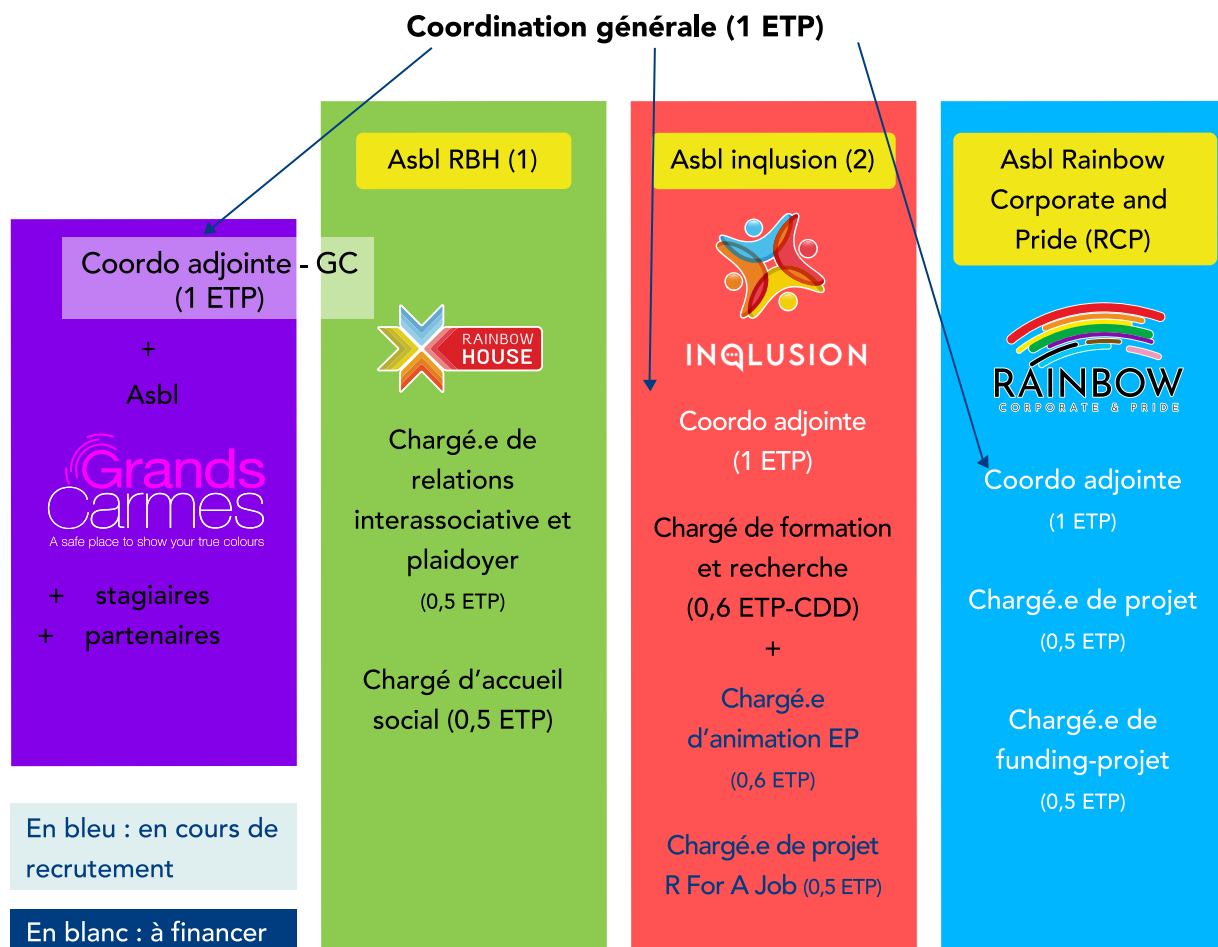 Coordination générale (1 ETP)
Coordo adjointe - GC
(1 ETP)
+
Asbl
Grands
Carmes
A safe place to show your true colours
+ stagiaires
+ partenaires
En bleu : en cours de
recrutement
En blanc : à financer
Asbl RBH (1)
RAINBOW
HOUSE
Chargé.e de
relations
interassociative et
plaidoyer
(0,5 ETP)
Chargé d’accueil
social (0,5 ETP)
Asbl inqlusion (2)
INQLUSION
Coordo adjointe
(1 ETP)
Chargé de formation
et recherche
(0,6 ETP-CDD)
+
Chargé.e
d’animation EP
(0,6 ETP)
Chargé.e de projet
R For A Job (0,5 ETP)
Asbl Rainbow
Corporate and
Pride (RCP)
RAINBOW
CORPORATE & PRIDE
Coordo adjointe
(1 ETP)
Chargé.e de projet
(0,5 ETP)
Chargé.e de
funding-projet
(0,5 ETP)